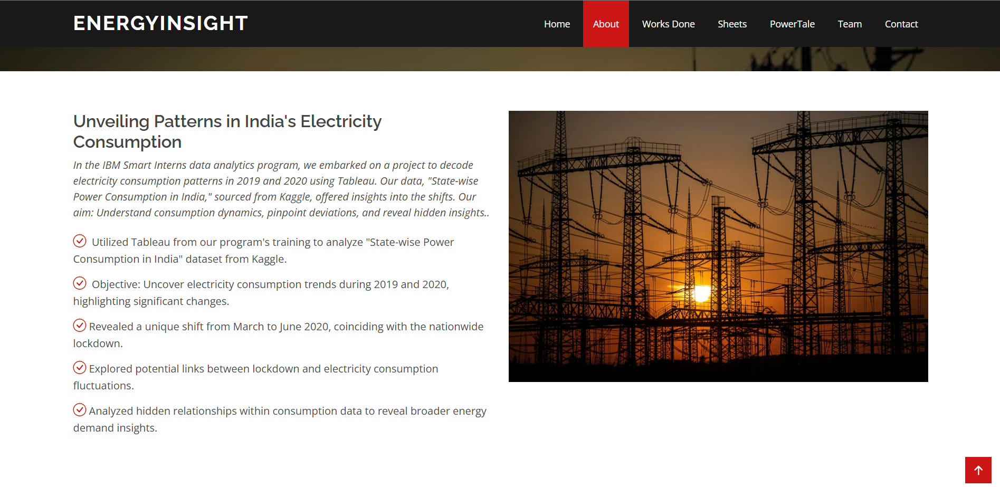 ENERGYINSIGHT
Home About Works Done Sheets PowerTale Team Contact
Unveiling Patterns in India's Electricity
Consumption
In the IBM Smart Interns data analytics program, we embarked on a project to decode
electricity consumption patterns in 2019 and 2020 using Tableau. Our data, "State-wise
Power Consumption in India," sourced from Kaggle, offered insights into the shifts. Our
aim: Understand consumption dynamics, pinpoint deviations, and reveal hidden insights..
Utilized Tableau from our program's training to analyze "State-wise Power
Consumption in India" dataset from Kaggle.
Objective: Uncover electricity consumption trends during 2019 and 2020,
highlighting significant changes.
Revealed a unique shift from March to June 2020, coinciding with the nationwide
lockdown.
Explored potential links between lockdown and electricity consumption
fluctuations.
Analyzed hidden relationships within consumption data to reveal broader energy
demand insights.